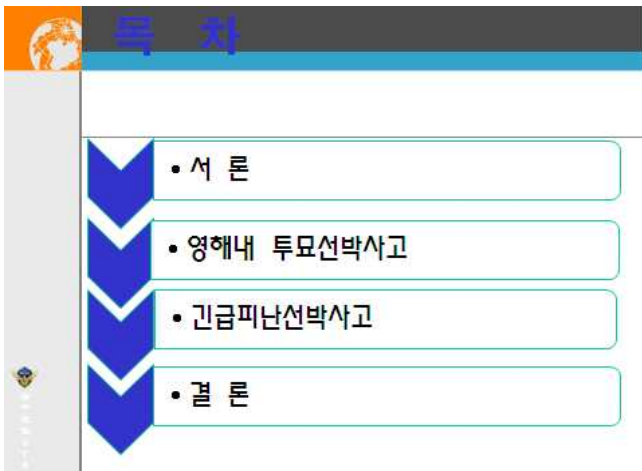 목 차
• 서 론
• 영해내 투묘선박사고
• 긴급피난선박사고
• 결 론